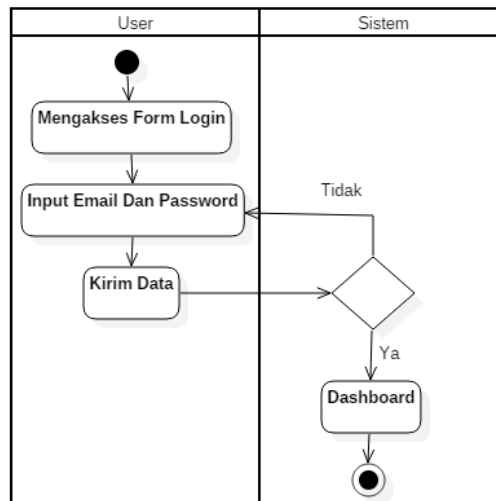 User
Sistem
Mengakses Form Login
Input Email Dan Password
Tidak
Kirim Data
Ya
Dashboard